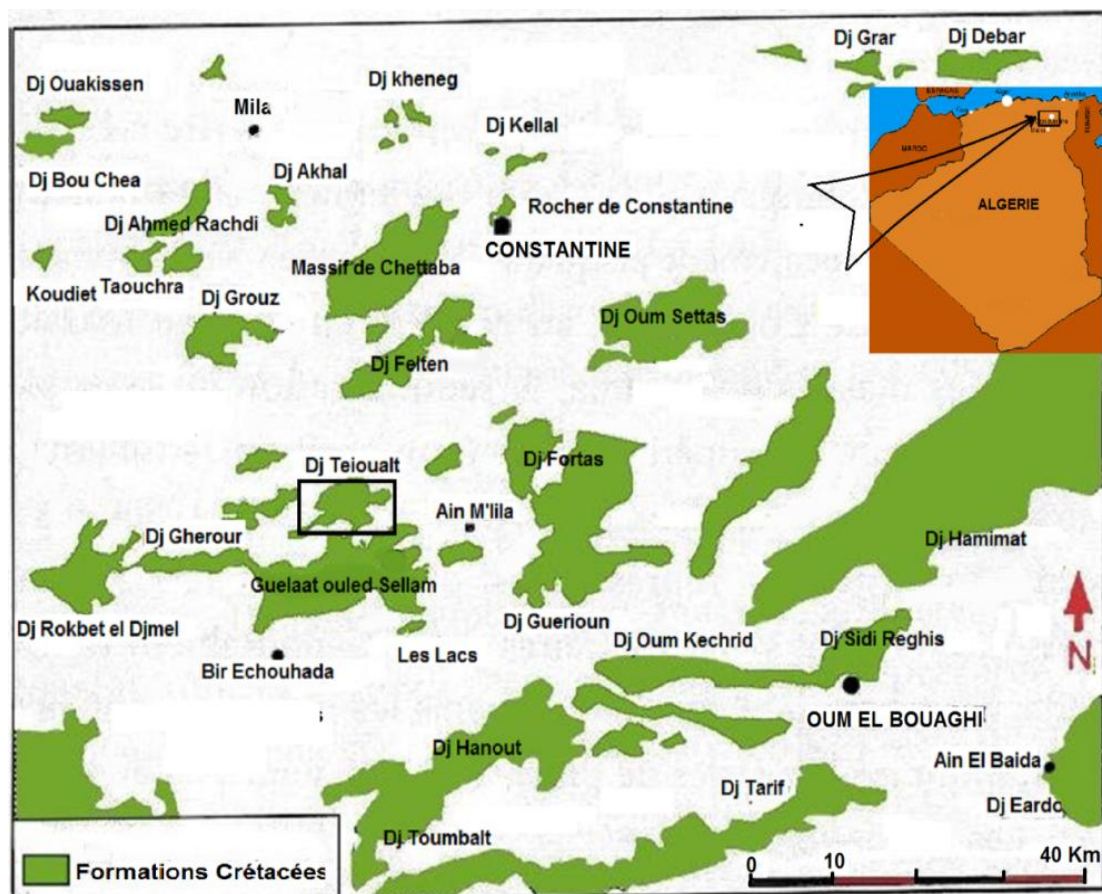 Dj Grar
Dj Debar
Dj Ouakissen
Dj kheneg
Mila
Dj Kellal
Dj Bou Chea
Dj Akhal
MAROC
Dj Ahmed Rachdi
Rocher de Constantine
ALGERIE
CONSTANTINE
Massif de Chettaba
Koudiet
Taouchra
Dj Grouz
Dj Oum Settas
Dj Felten
Dj Teioualt
Dj Fortas
Ain M'lila
Dj Gherour
Dj Hamimat
Guelaat ouled Sellam
Dj Rokbet el Djmel
Dj Guerioun
Dj Oum Kechrid
Dj Sidi Reghis
Les Lacs
Bir Echouhada
N
OUM EL BOUAGHI
Dj Hanout
Ain El Baida
Dj Tarif
Dj Eardo
Dj Toumbalt
Formations Crétacées
0 10 40 Km